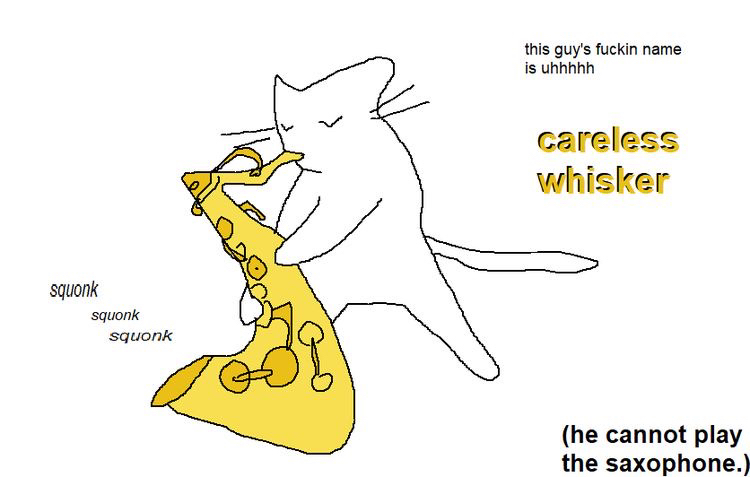 this guy's fuckin name
is uhhhhh
careless
whisker
squonk
squonk
squonk
(he cannot play
the saxophone.)